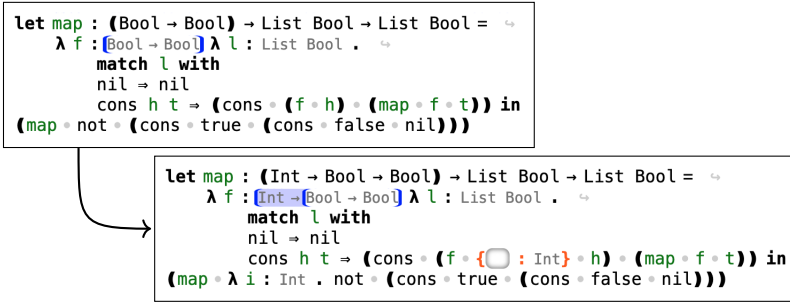 let map : (Bool → Bool) → List Bool → List Bool = ↪
λ f : (Bool → Bool) λ l : List Bool . ↪
match l with
nil ⇒ nil
cons h t ⇒ (cons • (f • h) • (map • f • t)) in
(map • not • (cons • true • (cons • false • nil)))
let map : (Int → Bool → Bool) → List Bool → List Bool = ↪
λ f : (Int → (Bool → Bool) λ l : List Bool . ↪
match l with
nil ⇒ nil
cons h t ⇒ (cons • (f • { : Int} • h) • (map • f • t)) in
(map • λ i : Int . not • (cons • true • (cons • false • nil)))